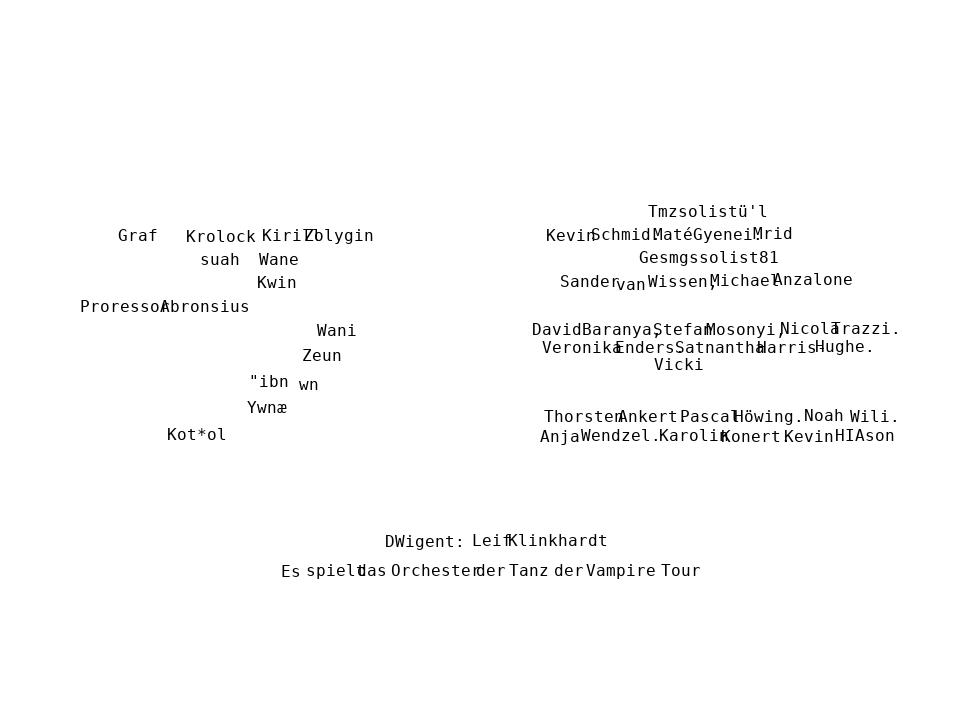 Tmzsolistü'l
Graf Krolock Kirill Zolygin
Kevin Schmid. Maté Gyenei. Mrid
suah Wane
Gesmgssolist81
Kwin
Sander van Wissen, Michael Anzalone
Proressor Abronsius
Wani
David Baranya, Stefan Mosonyi, Nicola Trazzi.
Zeun
Veronika Enders. Satnantha Harris- Hughe.
Vicki
"ibn wn
Ywnæ
Thorsten Ankert. Pascal Höwing. Noah Wili.
Kot*ol
Anja Wendzel. Karolin Konert. Kevin HIAson
DWigent: Leif Klinkhardt
Es spielt das Orchester der Tanz der Vampire Tour